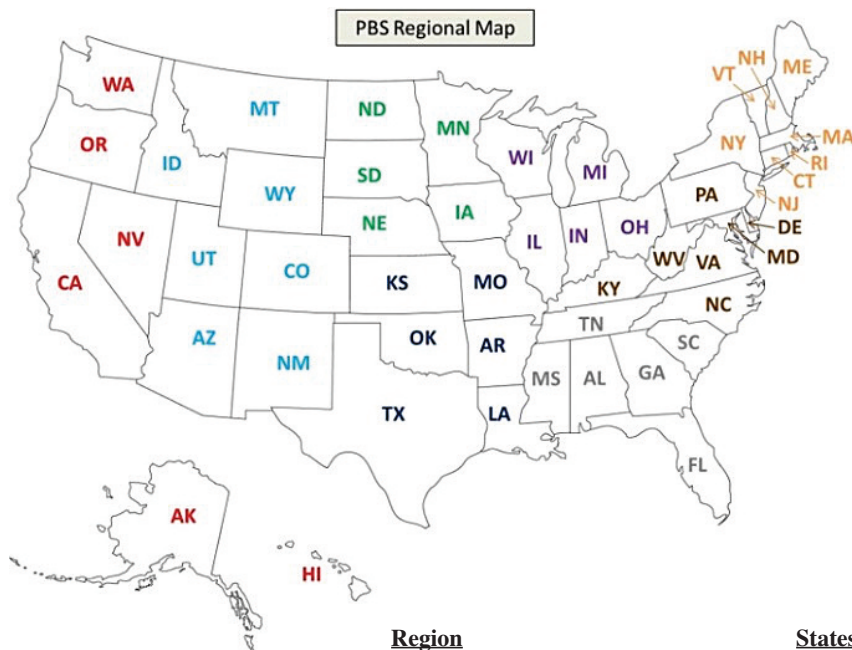 PBS Regional Map
WA
MT
ND
MN
VT
NH
ME
OR
ID
SD
WI
MI
NY
MA
RI
CT
WY
NE
IA
PA
NJ
NV
UT
CO
IL
IN
OH
DE
CA
KS
MO
WV
VA
MD
KY
NC
AZ
NM
OK
AR
TN
SC
TX
LA
MS
AL
GA
FL
AK
HI
Region
States